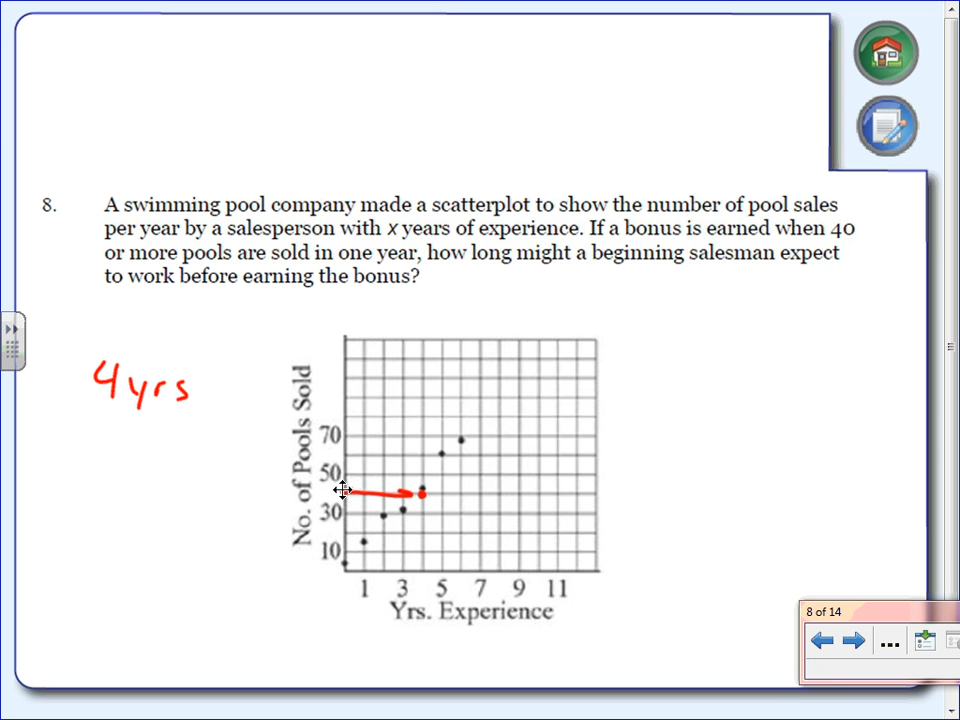 8. A swimming pool company made a scatterplot to show the number of pool sales
per year by a salesperson with x years of experience. If a bonus is earned when 40
or more pools are sold in one year, how long might a beginning salesman expect
to work before earning the bonus?
4 yrs
No. of Pools Sold
70
50
30
10
1 3 5 7 9 11
Yrs. Experience
8 of 14
...